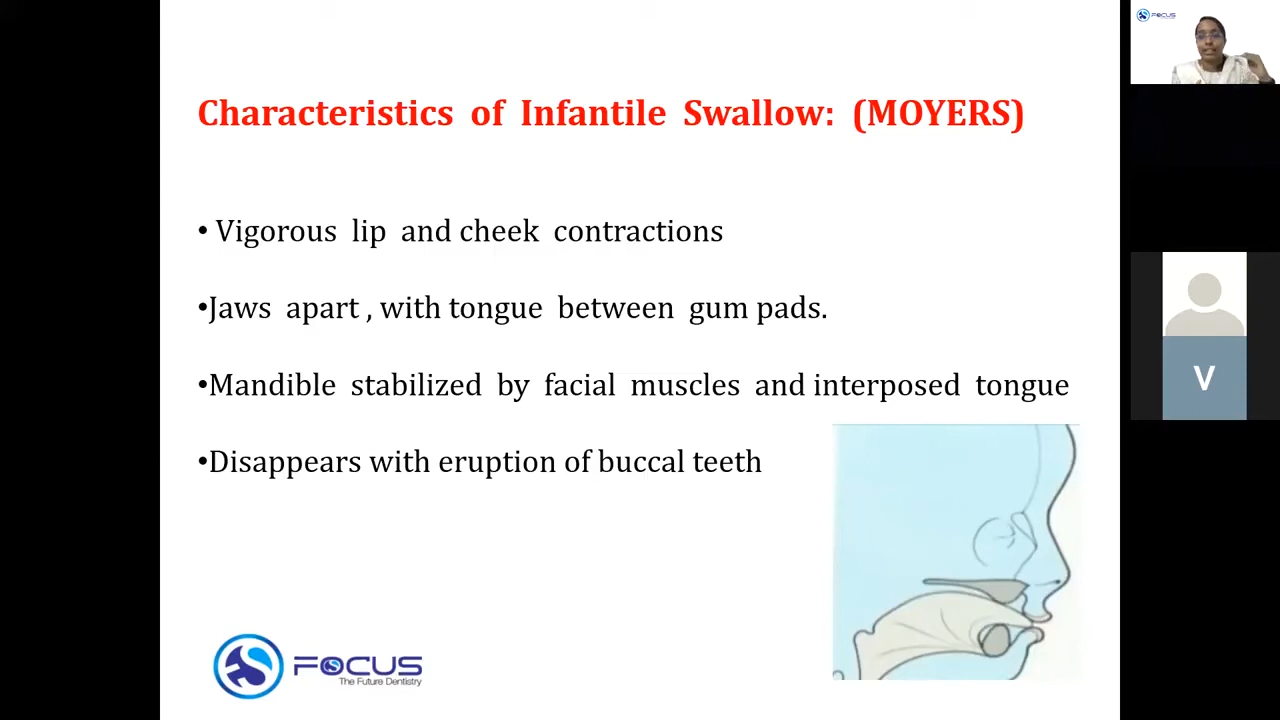 FOCUS
Characteristics of Infantile Swallow: (MOYERS)
• Vigorous lip and cheek contractions
•Jaws apart , with tongue between gum pads.
•Mandible stabilized by facial muscles and interposed tongue
•Disappears with eruption of buccal teeth
V
FOCUS
The Future Dentistry